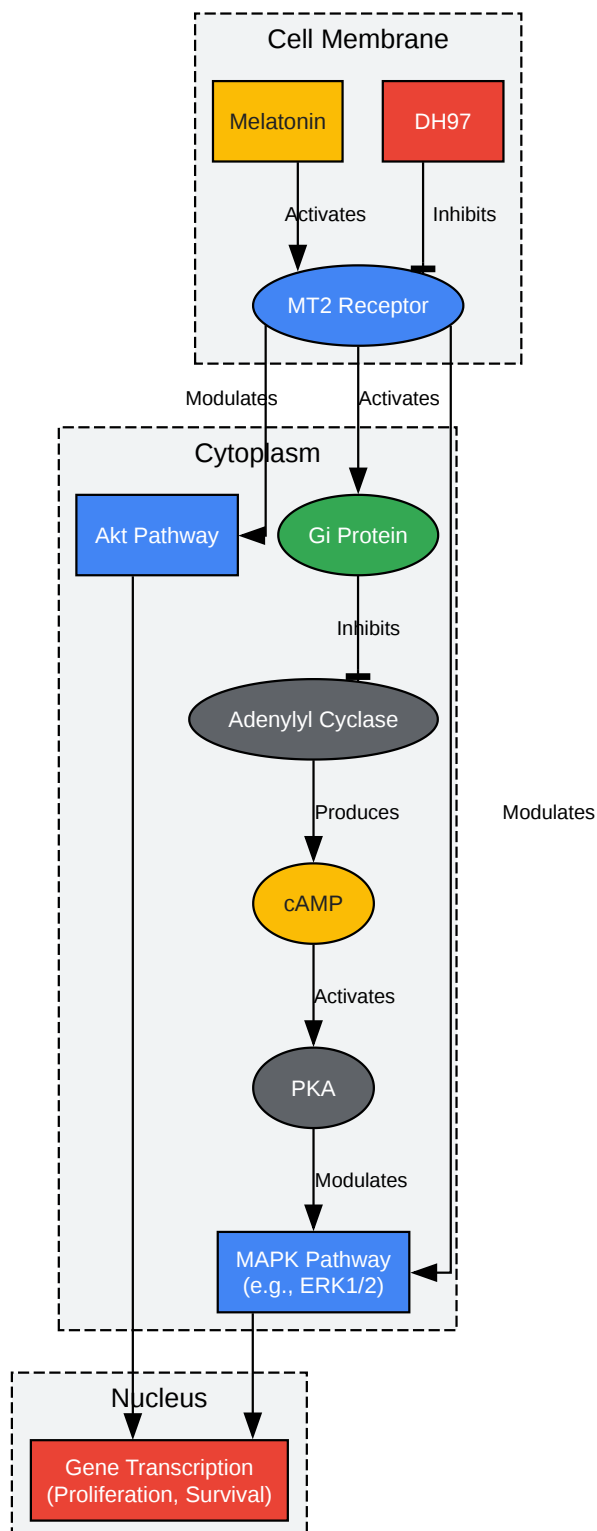 Cell Membrane
Melatonin
DH97
Activates
Inhibits
MT2 Receptor
Modulates
Activates
Cytoplasm
Akt Pathway
Gi Protein
Inhibits
Adenylyl Cyclase
Produces
Modulates
cAMP
Activates
PKA
Modulates
MAPK Pathway
(e.g., ERK1/2)
Nucleus
Gene Transcription
(Proliferation, Survival)